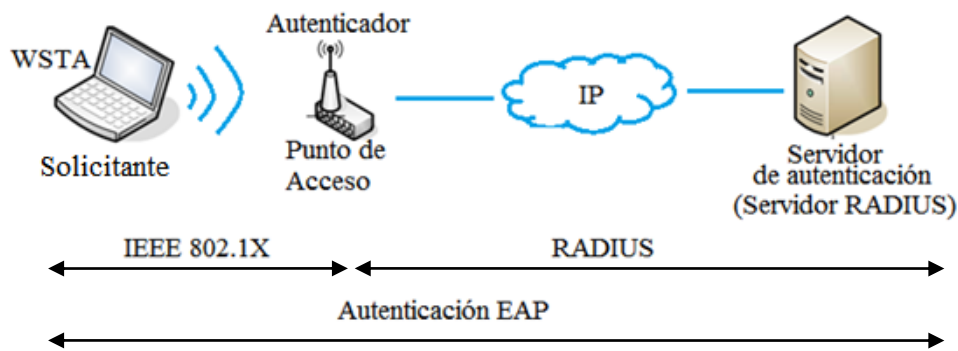 Autenticador
WSTA
IP
Solicitante
Punto de
Acceso
Servidor
de autenticación
(Servidor RADIUS)
IEEE 802.1X
RADIUS
Autenticación EAP